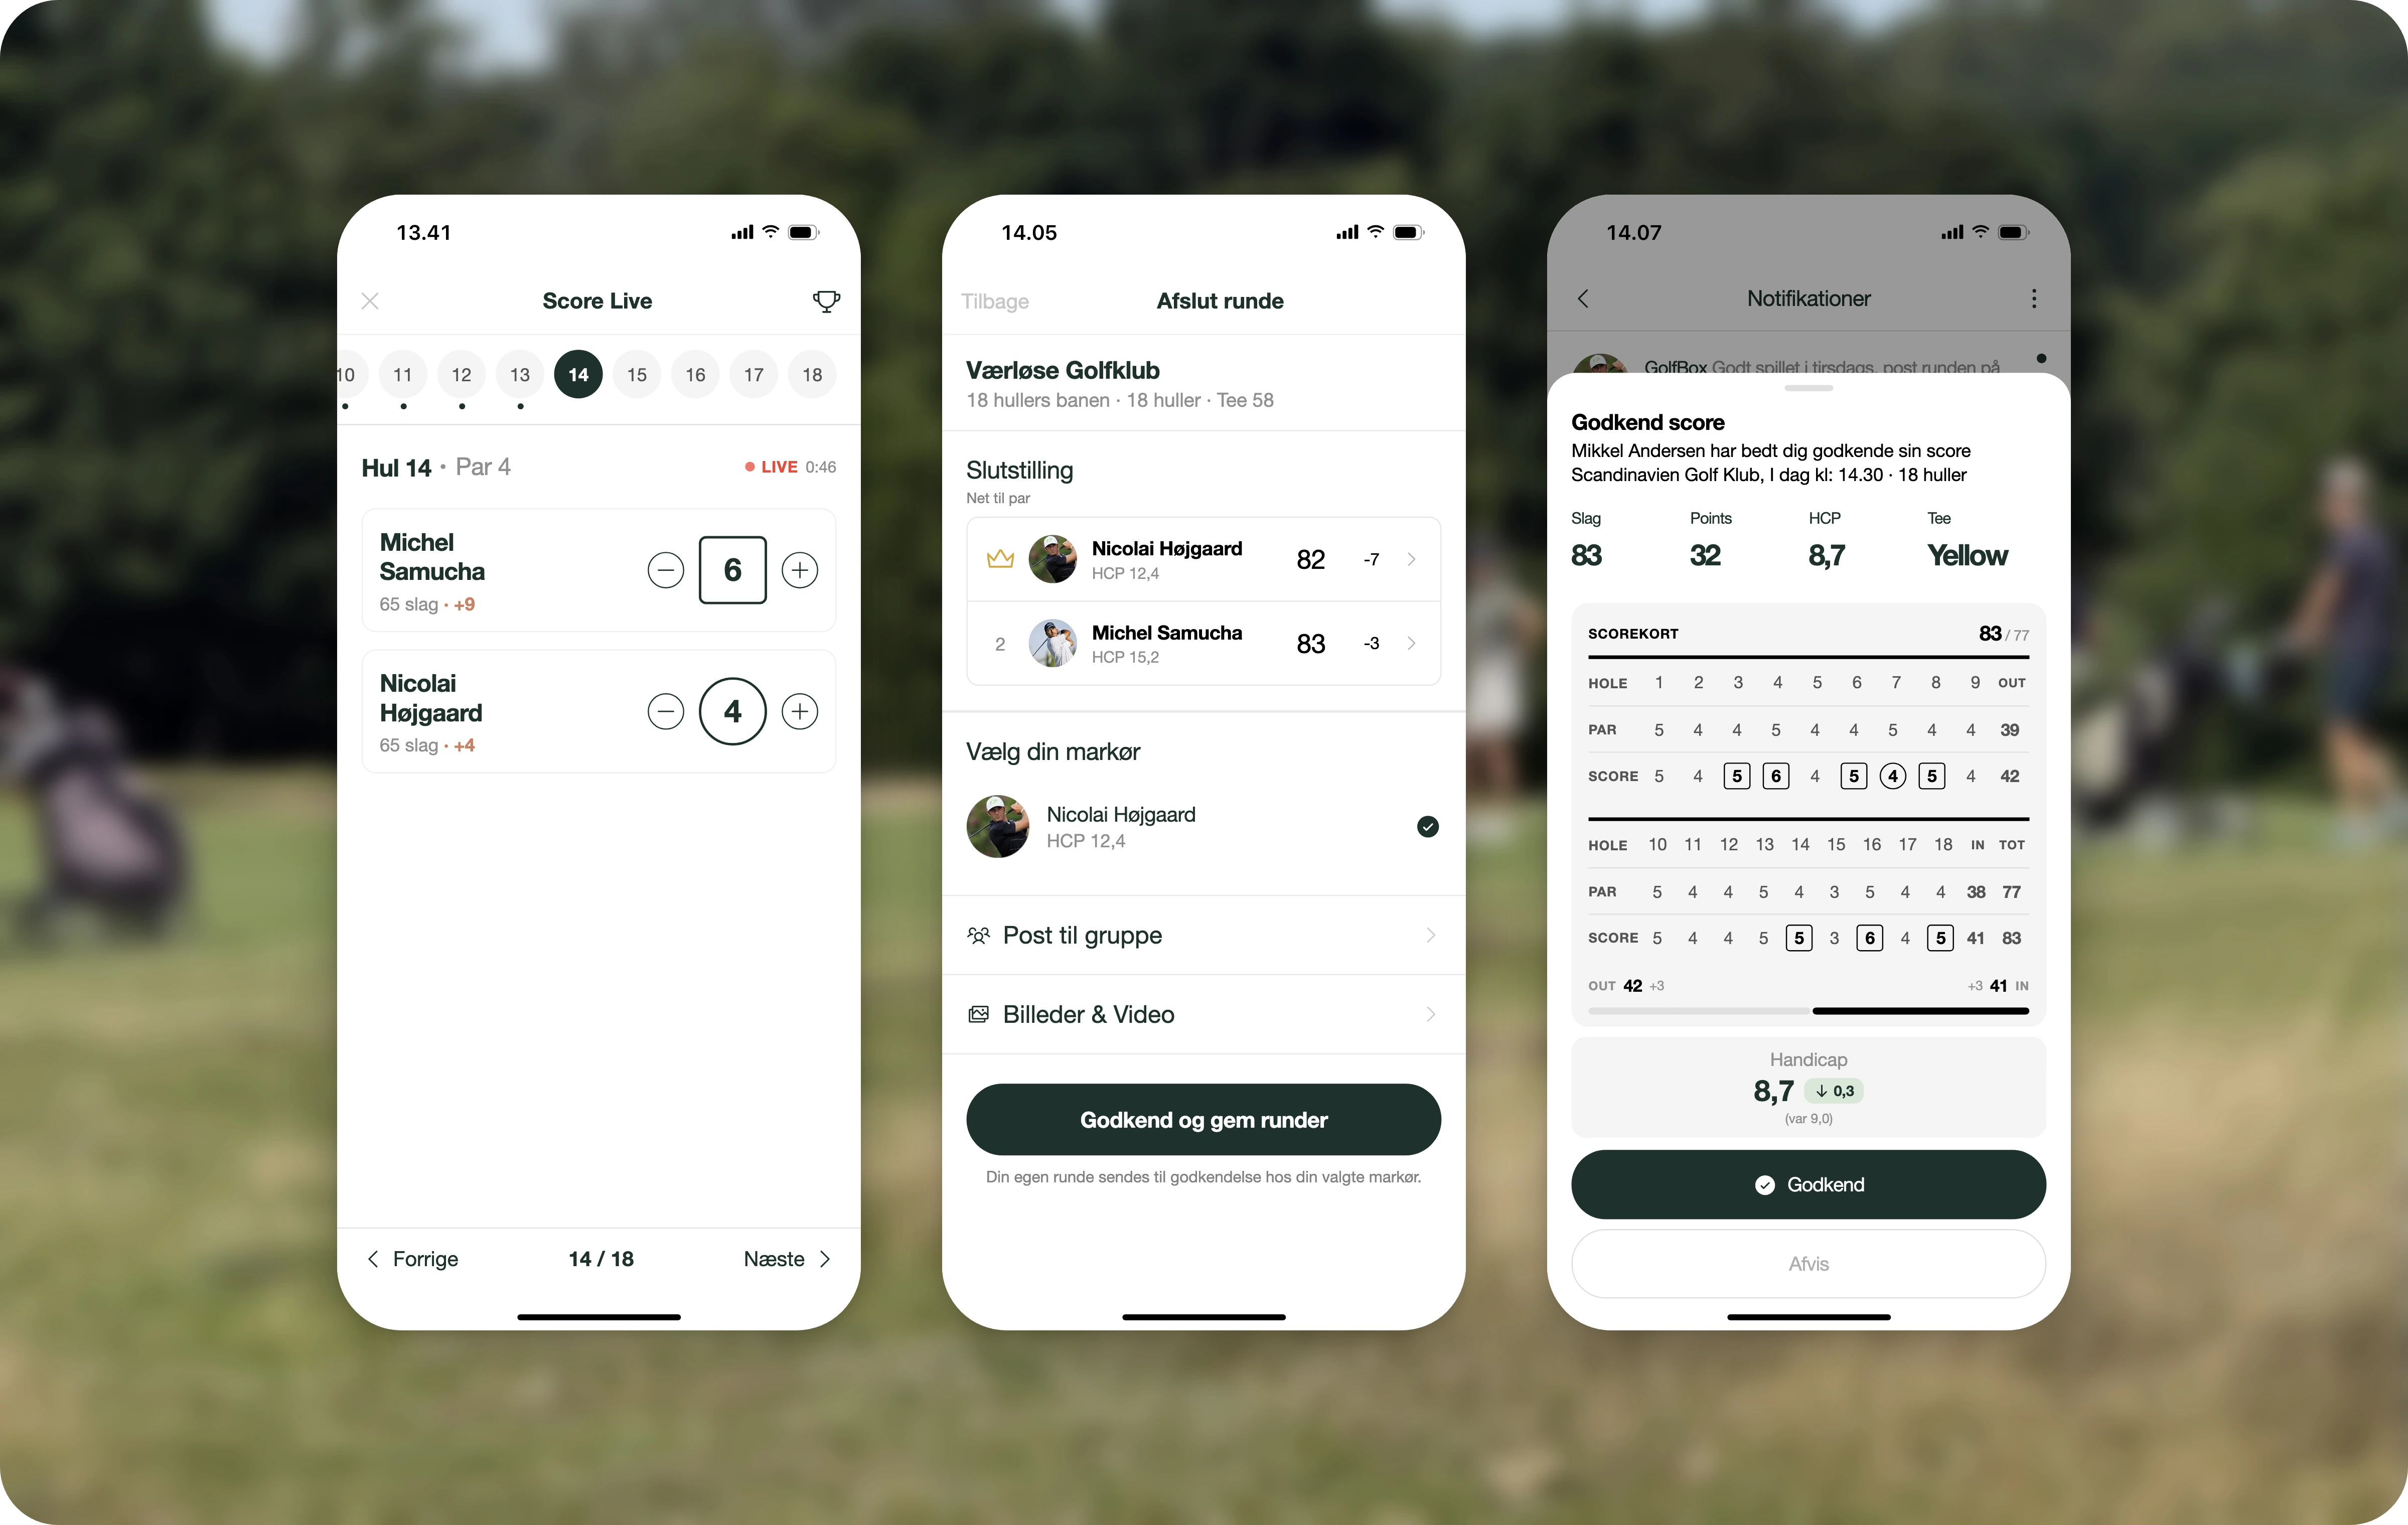 13.41
Score Live
10 11 12 13 14 15 16 17 18
Hul 14 · Par 4
LIVE 0:46
Michel
Samucha
65 slag · +9
6
Nicolai
Højgaard
65 slag · +4
4
Forrige
14 / 18
Næste
14.05
Tilbage
Afslut runde
Værløse Golfklub
18 hullers banen · 18 huller · Tee 58
Slutstilling
Net til par
Nicolai Højgaard
HCP 12,4
82
-7
2
Michel Samucha
HCP 15,2
83
-3
Vælg din markør
Nicolai Højgaard
HCP 12,4
Post til gruppe
Billeder & Video
Godkend og gem runder
Din egen runde sendes til godkendelse hos din valgte markør.
14.07
Notifikationer
GolfBox Godt spillet i tirsdags, post runden på
Godkend score
Mikkel Andersen har bedt dig godkende sin score
Scandinavien Golf Klub, I dag kl: 14.30 · 18 huller
Slag Points HCP Tee
83 32 8,7 Yellow
SCOREKORT 83 / 77
HOLE 1 2 3 4 5 6 7 8 9 OUT
PAR 5 4 4 5 4 4 5 4 4 39
SCORE 5 4 5 6 4 5 4 5 4 42
HOLE 10 11 12 13 14 15 16 17 18 IN TOT
PAR 5 4 4 5 4 3 5 4 4 38 77
SCORE 5 4 4 5 5 3 6 4 5 41 83
OUT 42 +3 +3 41 IN
Handicap
8,7 ↓ 0,3
(var 9,0)
Godkend
Afvis